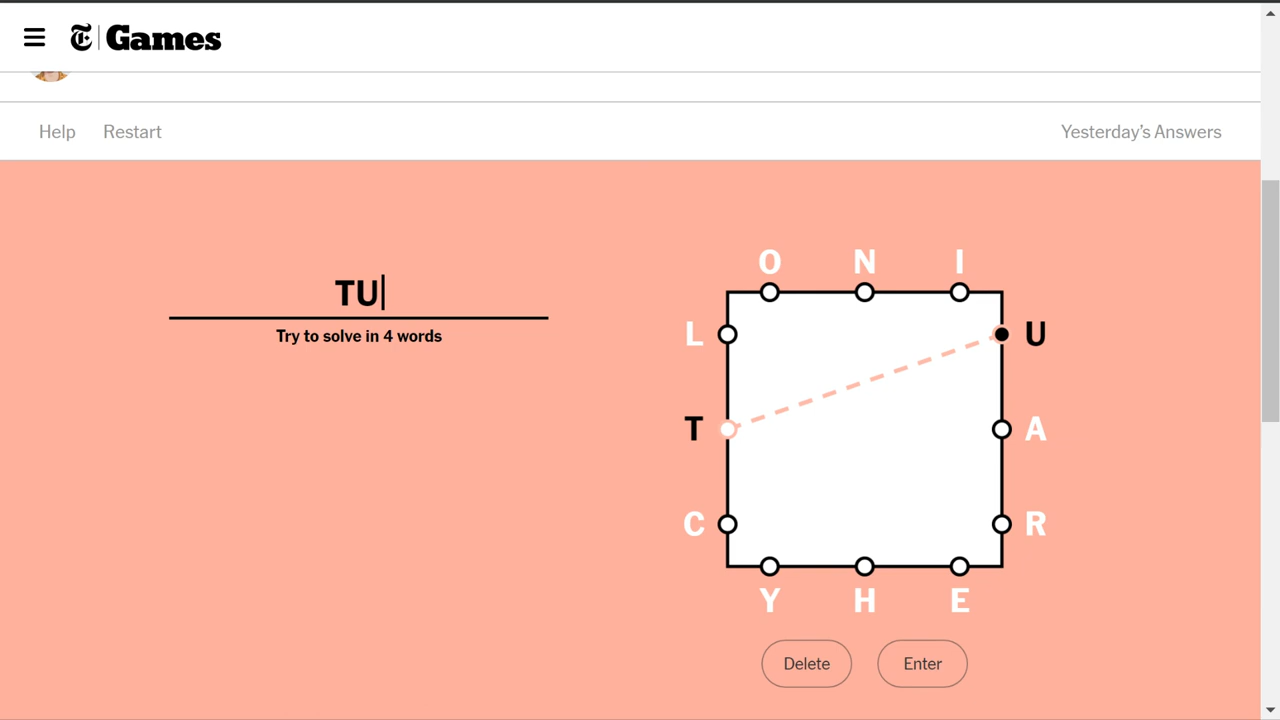 T Games
Help Restart Yesterday's Answers
TU
Try to solve in 4 words
O N I
L U
T A
C R
Y H E
Delete Enter